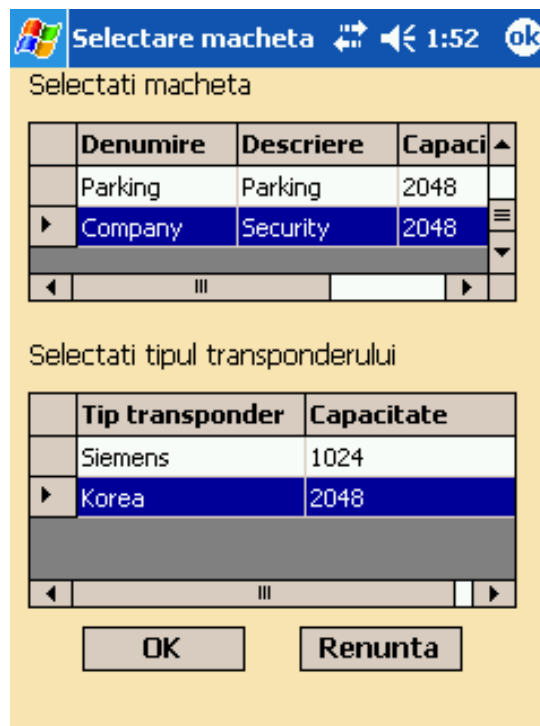 Selectare macheta 1:52 ok
Selectati macheta
Denumire Descriere Capaci
Parking Parking 2048
Company Security 2048
Selectati tipul transponderului
Tip transponder Capacitate
Siemens 1024
Korea 2048
OK Renunta